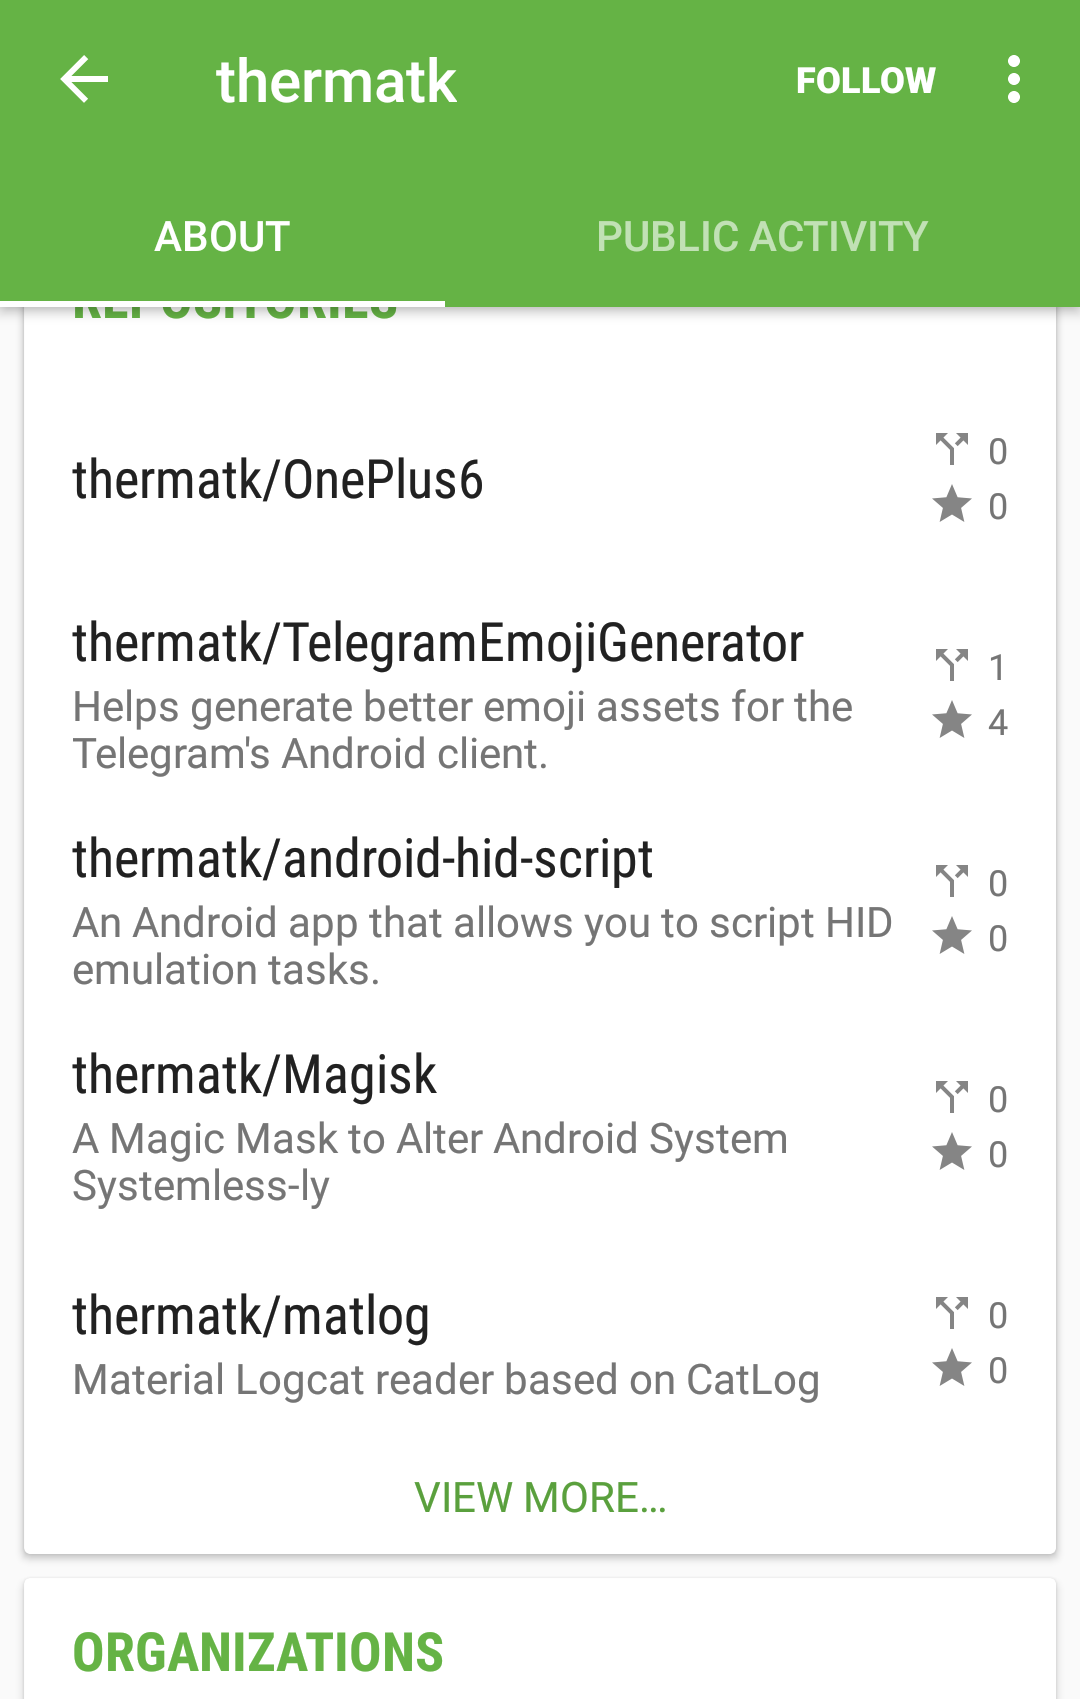 thermatk
FOLLOW
ABOUT
PUBLIC ACTIVITY
REPOSITORIES
thermatk/OnePlus6
0
0
thermatk/TelegramEmojiGenerator
Helps generate better emoji assets for the
Telegram's Android client.
1
4
thermatk/android-hid-script
An Android app that allows you to script HID
emulation tasks.
0
0
thermatk/Magisk
A Magic Mask to Alter Android System
Systemless-ly
0
0
thermatk/matlog
Material Logcat reader based on CatLog
0
0
VIEW MORE...
ORGANIZATIONS